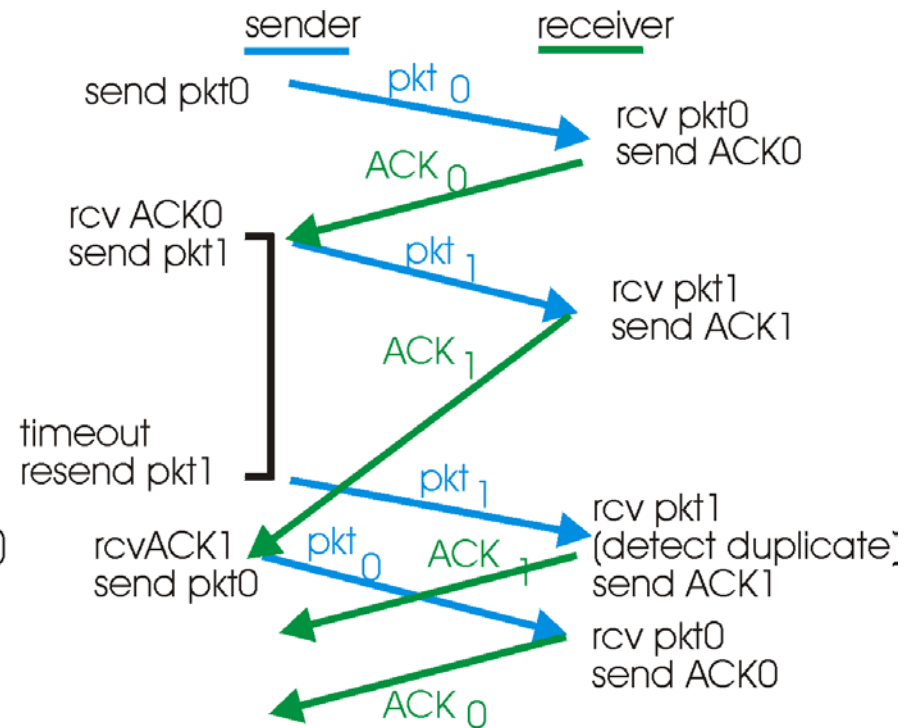 sender
receiver
send pkt0
pkt 0
rcv pkt0
send ACK0
ACK 0
rcv ACK0
send pkt1
pkt 1
rcv pkt1
send ACK1
ACK 1
timeout
resend pkt1
pkt 1
rcv pkt1
(detect duplicate)
send ACK1
rcvACK1
send pkt0
pkt 0
ACK 1
rcv pkt0
send ACK0
ACK 0